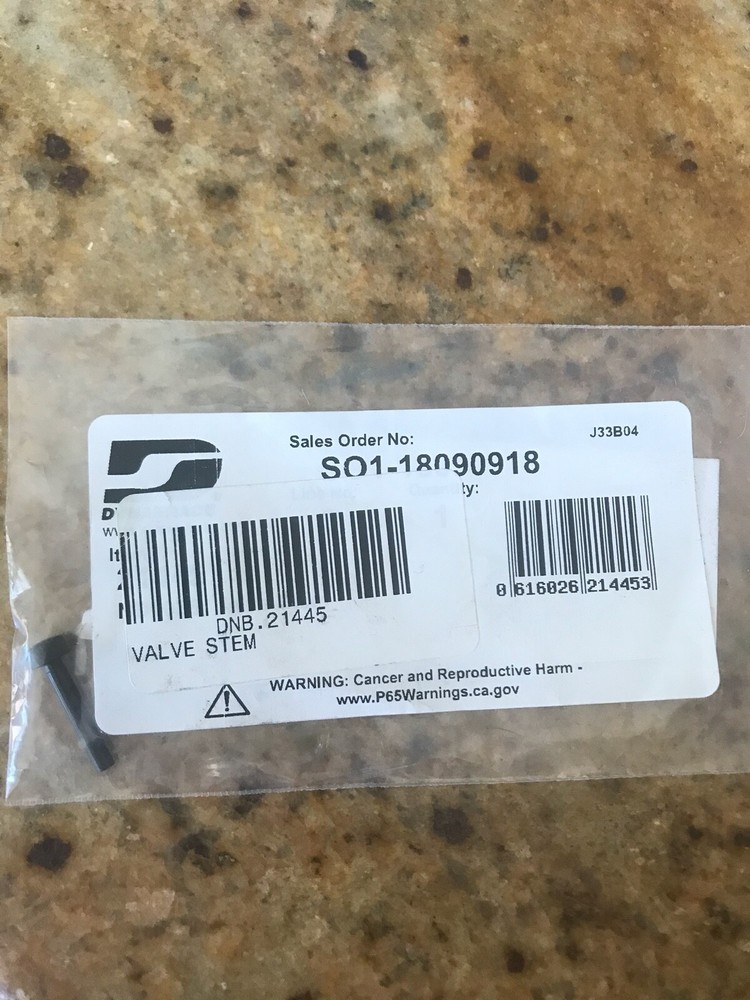 J33B04
Sales Order No:
SO1-18090918
ty:
0 616026 214453
DNB.21445
VALVE STEM
WARNING: Cancer and Reproductive Harm -
www.P65Warnings.ca.gov